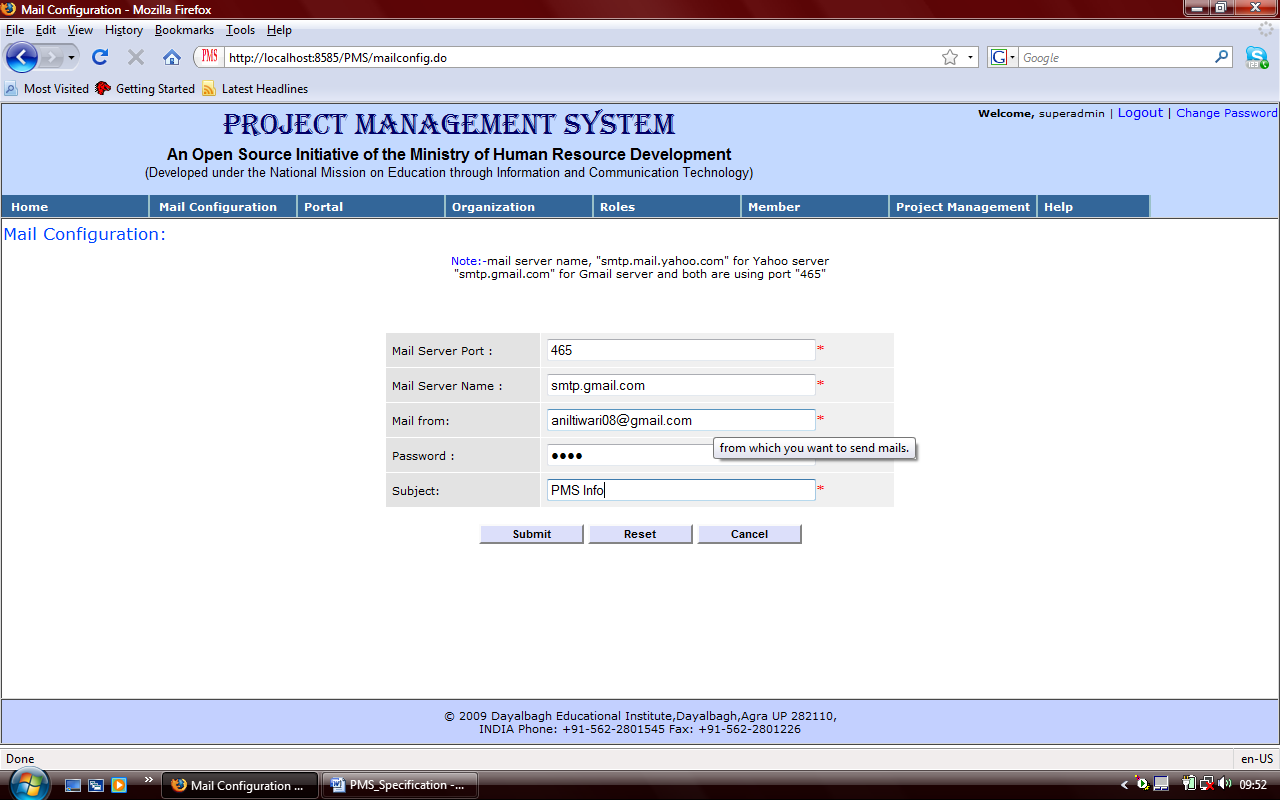 Mail Configuration - Mozilla Firefox
File Edit View History Bookmarks Tools Help
PMS http://localhost:8585/PMS/mailconfig.do
G Google
Most Visited Getting Started Latest Headlines
PROJECT MANAGEMENT SYSTEM
Welcome, superadmin | Logout | Change Password
An Open Source Initiative of the Ministry of Human Resource Development
(Developed under the National Mission on Education through Information and Communication Technology)
Home Mail Configuration Portal Organization Roles Member Project Management Help
Mail Configuration:
Note:-mail server name, "smtp.mail.yahoo.com" for Yahoo server
"smtp.gmail.com" for Gmail server and both are using port "465"
Mail Server Port : 465 *
Mail Server Name : smtp.gmail.com *
Mail from: aniltiwari08@gmail.com *
from which you want to send mails.
Password : ●●●●
Subject: PMS Info *
Submit Reset Cancel
© 2009 Dayalbagh Educational Institute,Dayalbagh,Agra UP 282110,
INDIA Phone: +91-562-2801545 Fax: +91-562-2801226
Done en-US
Mail Configuration ... PMS_Specification -... 09:52